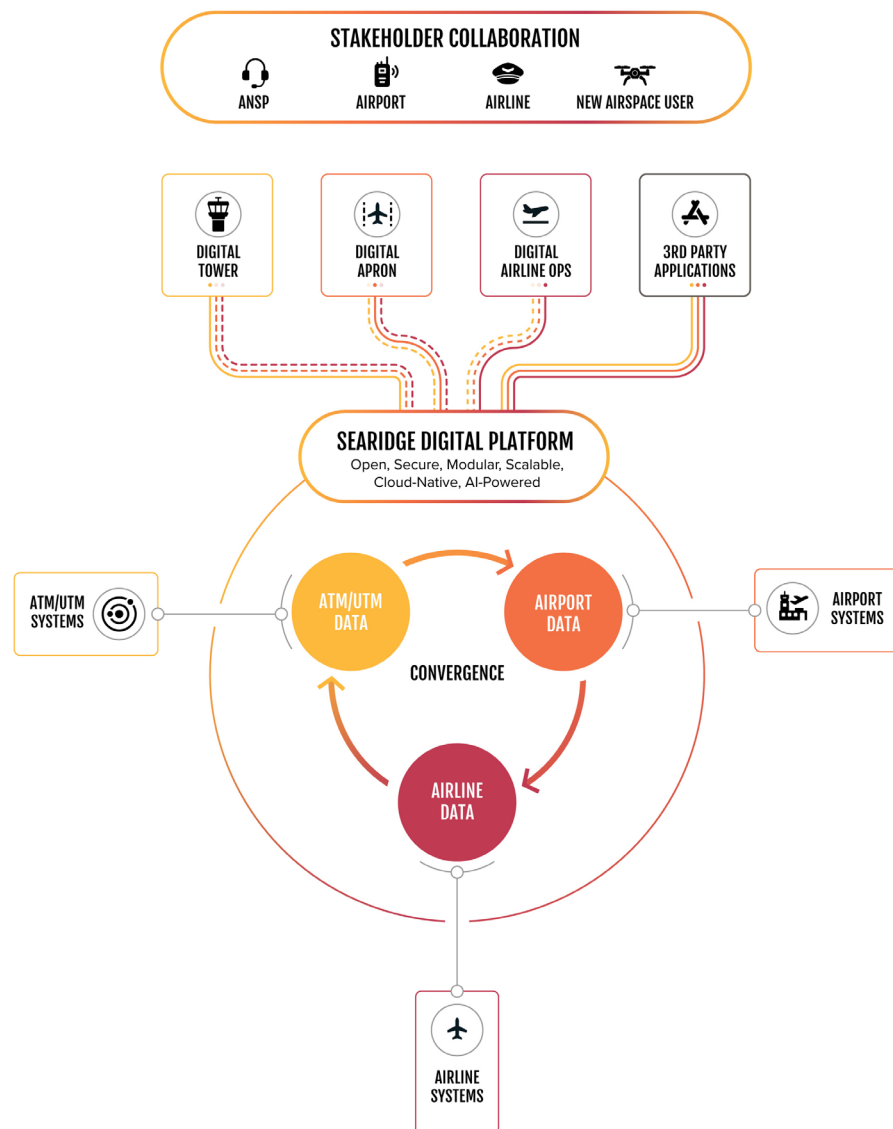 STAKEHOLDER COLLABORATION
ANSP
AIRPORT
AIRLINE
NEW AIRSPACE USER
DIGITAL
TOWER
DIGITAL
APRON
DIGITAL
AIRLINE OPS
3RD PARTY
APPLICATIONS
SEARIDGE DIGITAL PLATFORM
Open, Secure, Modular, Scalable,
Cloud-Native, AI-Powered
ATM/UTM
SYSTEMS
ATM/UTM
DATA
AIRPORT
DATA
AIRPORT
SYSTEMS
CONVERGENCE
AIRLINE
DATA
AIRLINE
SYSTEMS